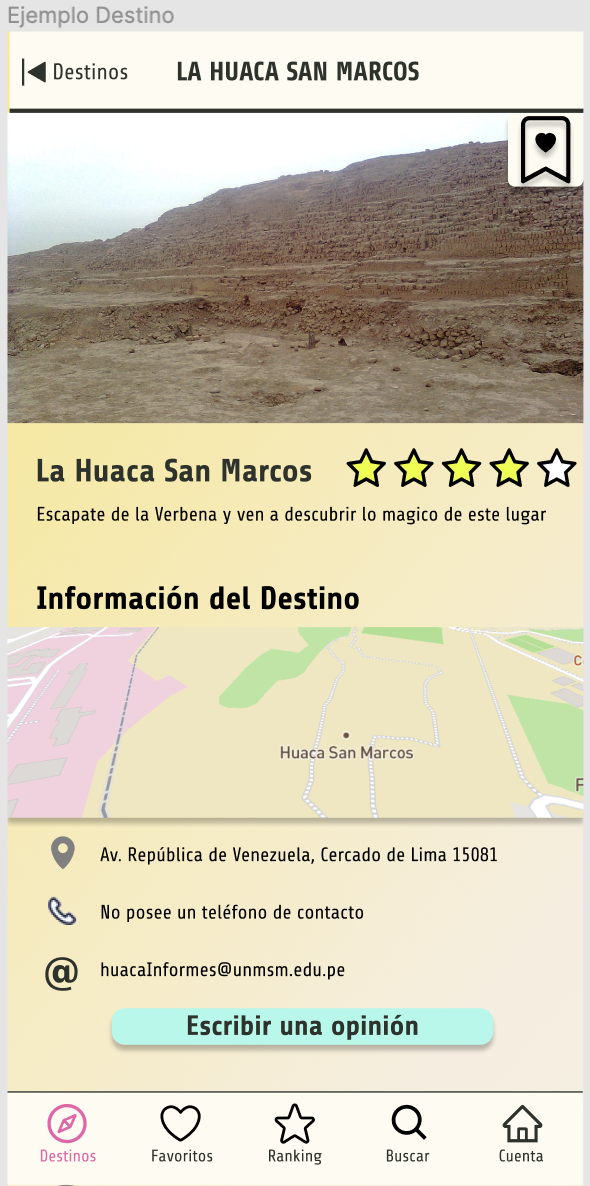 Ejemplo Destino
Destinos
LA HUACA SAN MARCOS
La Huaca San Marcos
Escapate de la Verbena y ven a descubrir lo magico de este lugar
Información del Destino
C
Huaca San Marcos
F
Av. República de Venezuela, Cercado de Lima 15081
No posee un teléfono de contacto
@ huacaInformes@unmsm.edu.pe
Escribir una opinión
Destinos
Favoritos
Ranking
Buscar
Cuenta